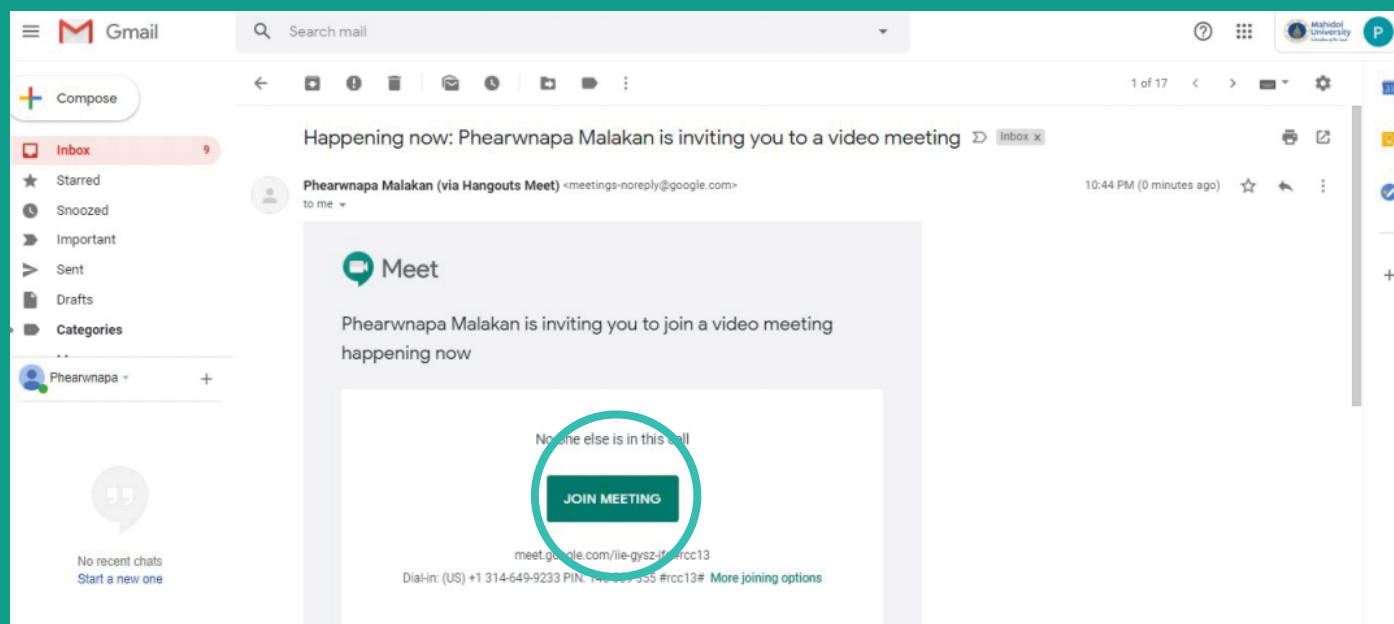 Gmail
Search mail
Mahidol
University
P
Compose
1 of 17
Happening now: Phearwnapa Malakan is inviting you to a video meeting
Inbox x
Inbox 9
Starred
Snoozed
Important
Sent
Drafts
Categories
Phearwnapa
No recent chats
Start a new one
Phearwnapa Malakan (via Hangouts Meet) <meetings-noreply@google.com>
10:44 PM (0 minutes ago)
to me
Meet
Phearwnapa Malakan is inviting you to join a video meeting
happening now
No one else is in this call
JOIN MEETING
Dial-in: (US) +1 314-649-9233 PIN: #rcc13# More joining options